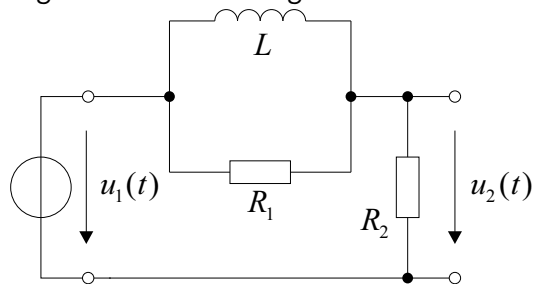 L
u₁(t)
R₁
R₂
u₂(t)